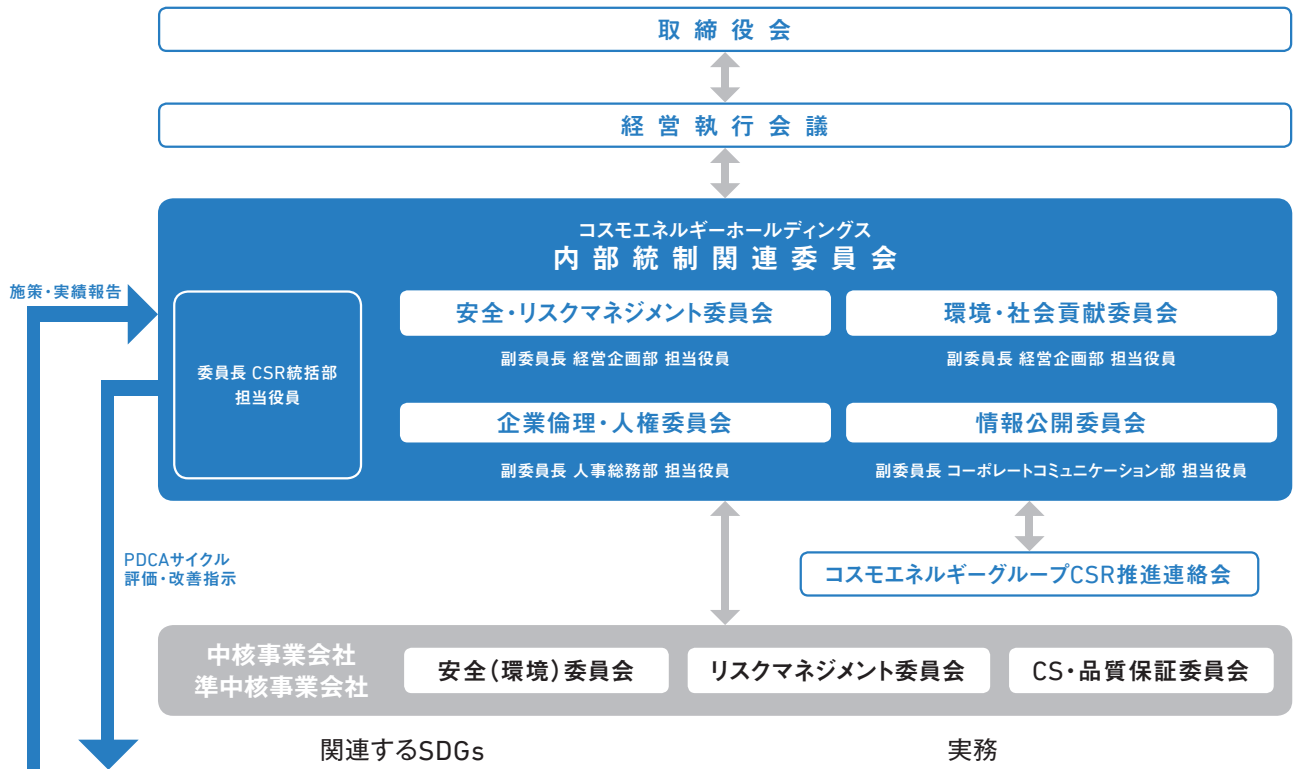 取締役会
経営執行会議
コスモエネルギーホールディングス
内部統制関連委員会
施策・実績報告
委員長 CSR統括部
担当役員
安全・リスクマネジメント委員会
副委員長 経営企画部 担当役員
環境・社会貢献委員会
副委員長 経営企画部 担当役員
企業倫理・人権委員会
副委員長 人事総務部 担当役員
情報公開委員会
副委員長 コーポレートコミュニケーション部 担当役員
PDCAサイクル
評価・改善指示
コスモエネルギーグループCSR推進連絡会
中核事業会社
準中核事業会社
安全(環境)委員会
リスクマネジメント委員会
CS・品質保証委員会
関連するSDGs
実務